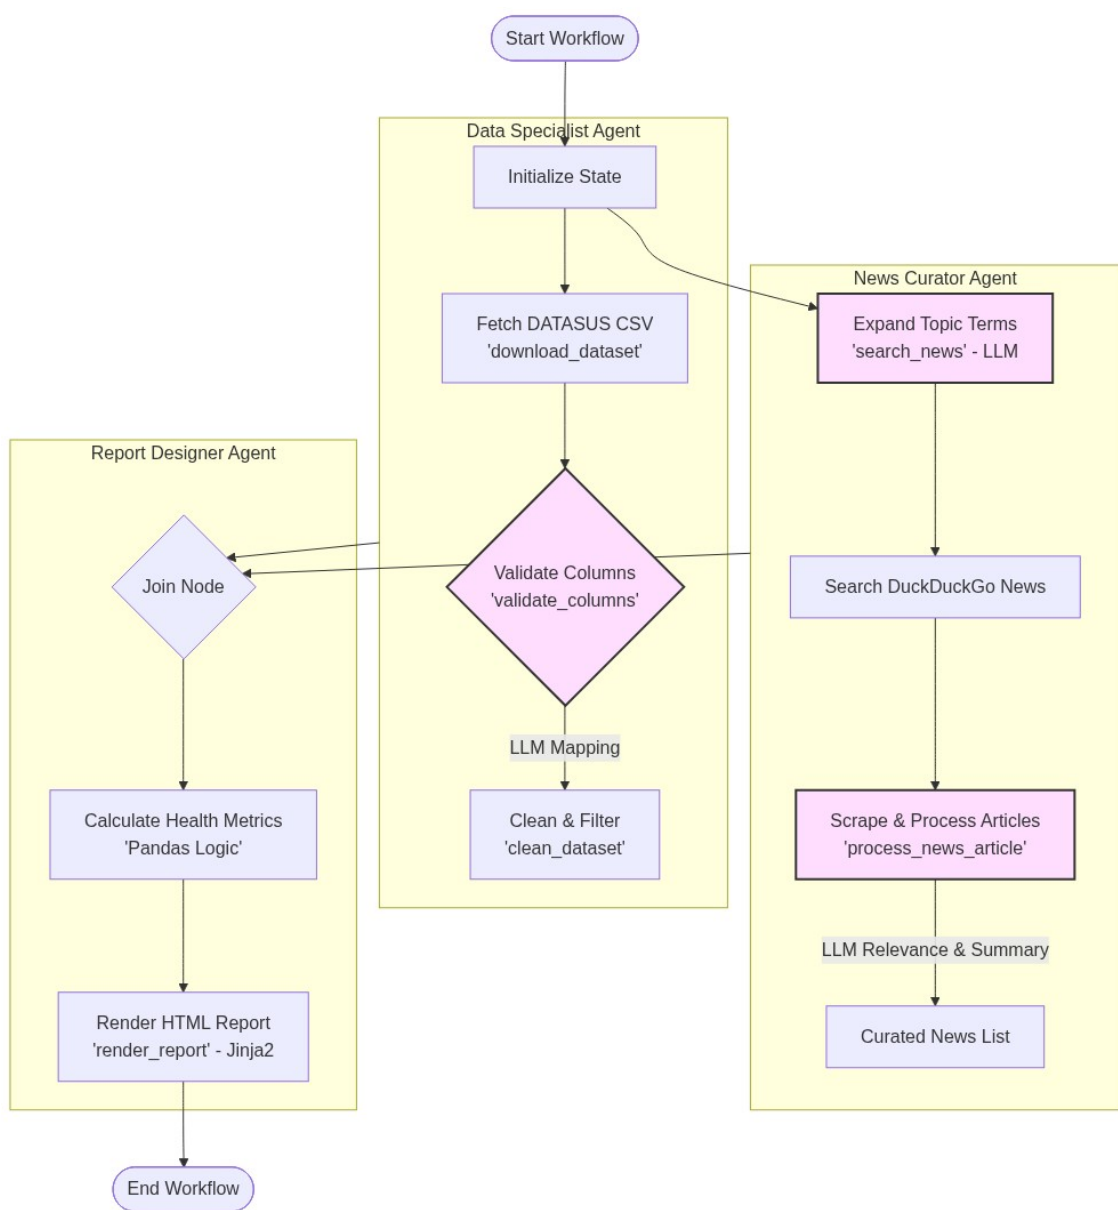 Start Workflow
Data Specialist Agent
Initialize State
News Curator Agent
Fetch DATASUS CSV
'download_dataset'
Expand Topic Terms
'search_news' - LLM
Report Designer Agent
Join Node
Validate Columns
'validate_columns'
Search DuckDuckGo News
LLM Mapping
Calculate Health Metrics
'Pandas Logic'
Clean & Filter
'clean_dataset'
Scrape & Process Articles
'process_news_article'
LLM Relevance & Summary
Render HTML Report
'render_report' - Jinja2
Curated News List
End Workflow